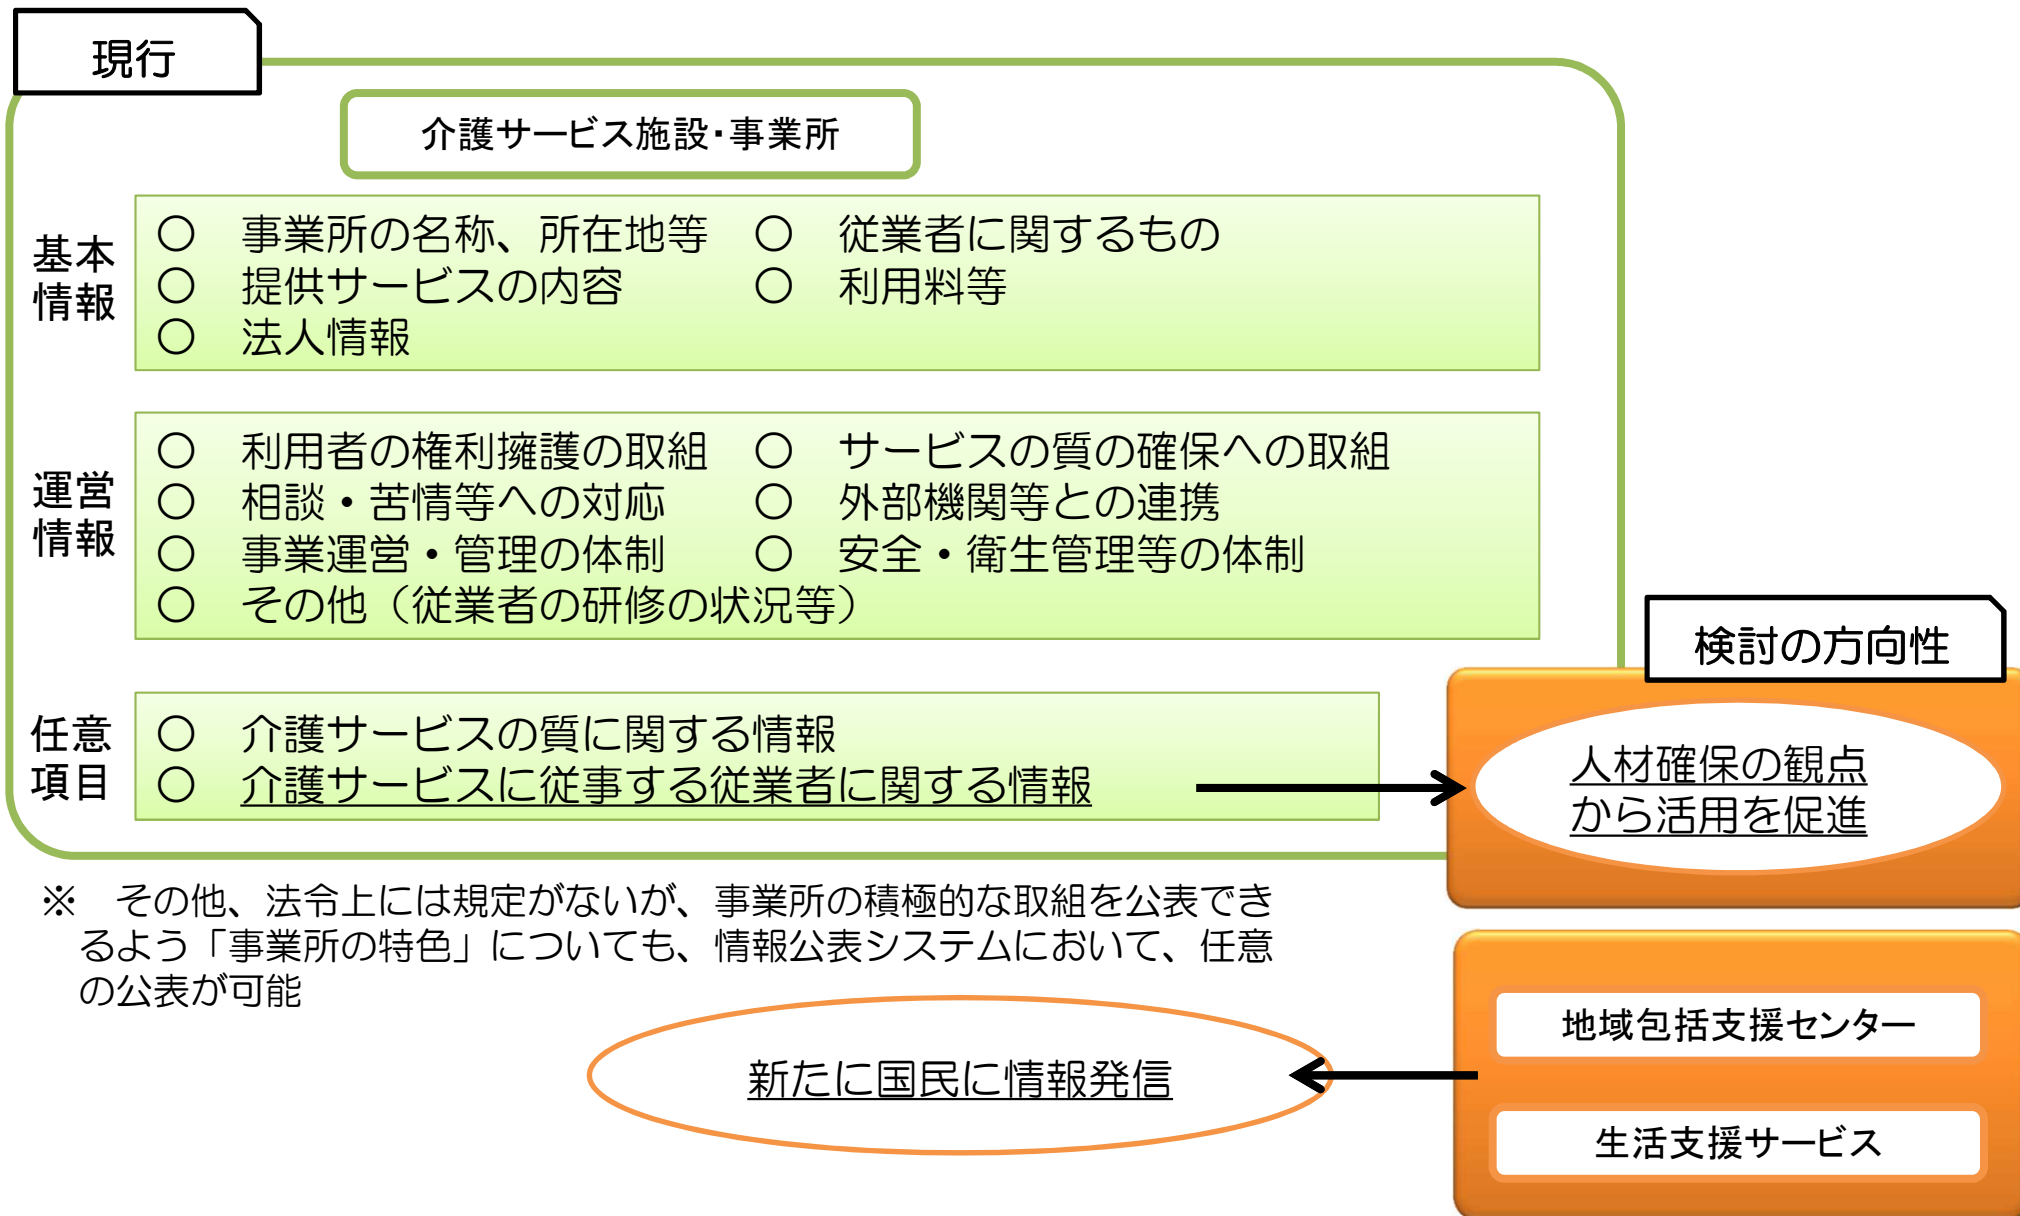 現行
介護サービス施設・事業所
基本
情報
○ 事業所の名称、所在地等 ○ 従業者に関するもの
○ 提供サービスの内容 ○ 利用料等
○ 法人情報
運営
情報
○ 利用者の権利擁護の取組 ○ サービスの質の確保への取組
○ 相談・苦情等への対応 ○ 外部機関等との連携
○ 事業運営・管理の体制 ○ 安全・衛生管理等の体制
○ その他（従業者の研修の状況等）
任意
項目
○ 介護サービスの質に関する情報
○ 介護サービスに従事する従業者に関する情報
検討の方向性
人材確保の観点
から活用を促進
※ その他、法令上には規定がないが、事業所の積極的な取組を公表でき
るよう「事業所の特色」についても、情報公表システムにおいて、任意
の公表が可能
地域包括支援センター
新たに国民に情報発信
生活支援サービス